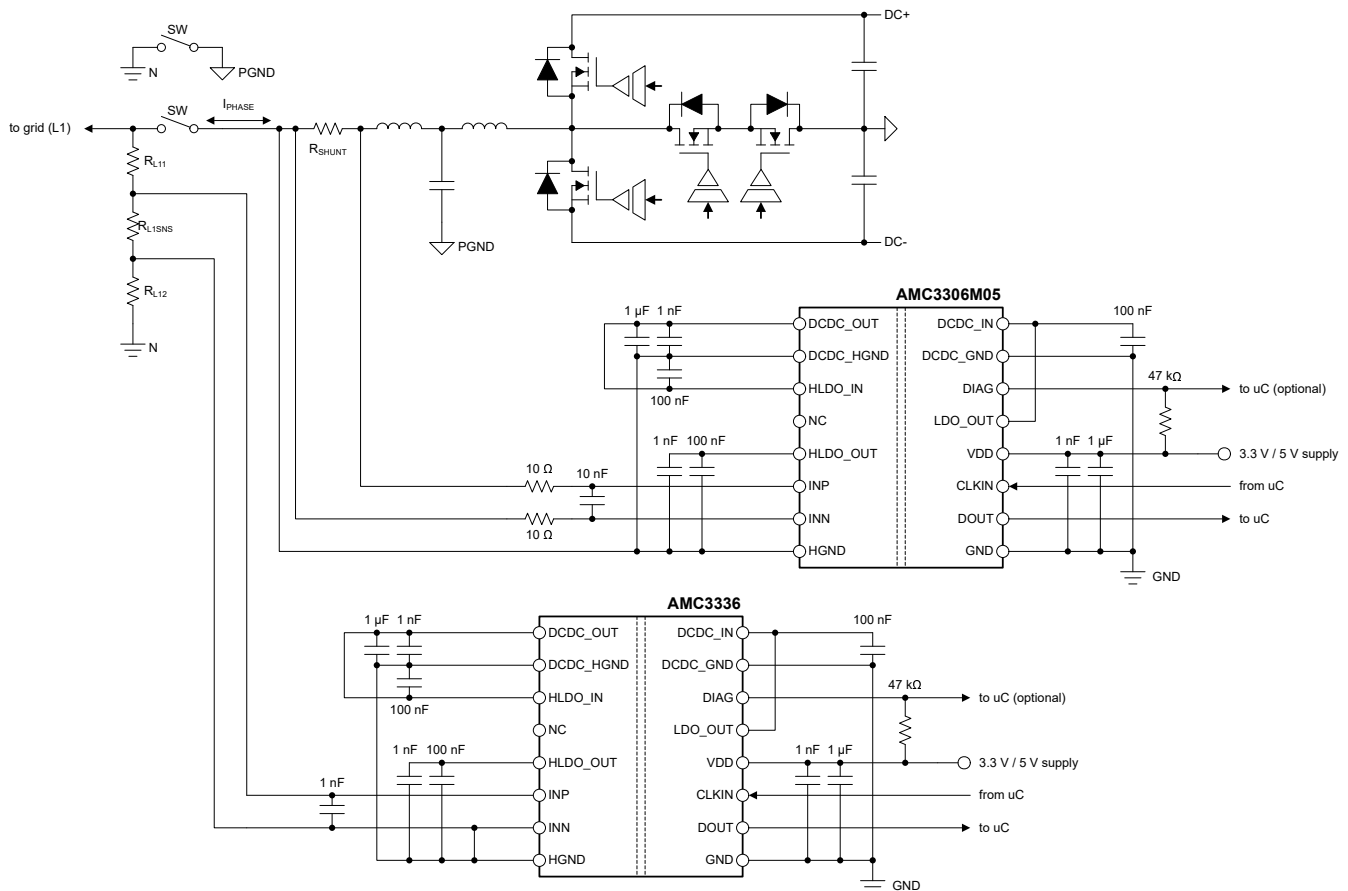 SW
N
PGND
DC+
to grid (L1)
SW
IPHASE
RSHUNT
RL11
RL1SNS
RL12
N
PGND
DC-
AMC3306M05
1 µF
1 nF
100 nF
DCDC_OUT
DCDC_HGND
HLDO_IN
NC
HLDO_OUT
INP
INN
HGND
100 nF
1 nF
100 nF
10 Ω
10 nF
10 Ω
DCDC_IN
DCDC_GND
DIAG
LDO_OUT
VDD
CLKIN
DOUT
GND
47 kΩ
to uC (optional)
1 nF
1 µF
3.3 V / 5 V supply
from uC
to uC
GND
AMC3336
1 µF
1 nF
100 nF
DCDC_OUT
DCDC_HGND
HLDO_IN
NC
HLDO_OUT
INP
INN
HGND
100 nF
1 nF
100 nF
1 nF
DCDC_IN
DCDC_GND
DIAG
LDO_OUT
VDD
CLKIN
DOUT
GND
47 kΩ
to uC (optional)
1 nF
1 µF
3.3 V / 5 V supply
from uC
to uC
GND